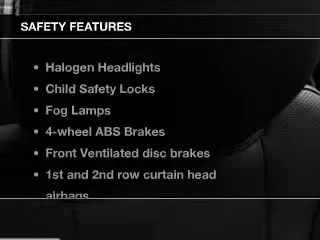 SAFETY FEATURES
• Halogen Headlights
• Child Safety Locks
• Fog Lamps
• 4-wheel ABS Brakes
• Front Ventilated disc brakes
• 1st and 2nd row curtain head
airbags